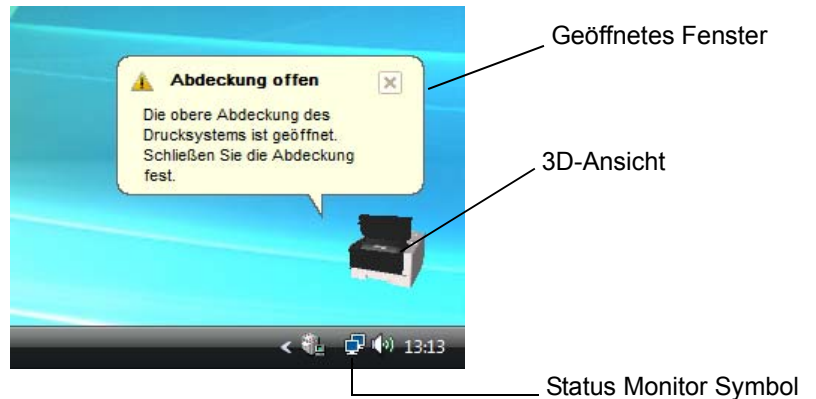 Geöffnetes Fenster
Abdeckung offen
Die obere Abdeckung des
Drucksystems ist geöffnet.
Schließen Sie die Abdeckung
fest.
3D-Ansicht
13:13
Status Monitor Symbol